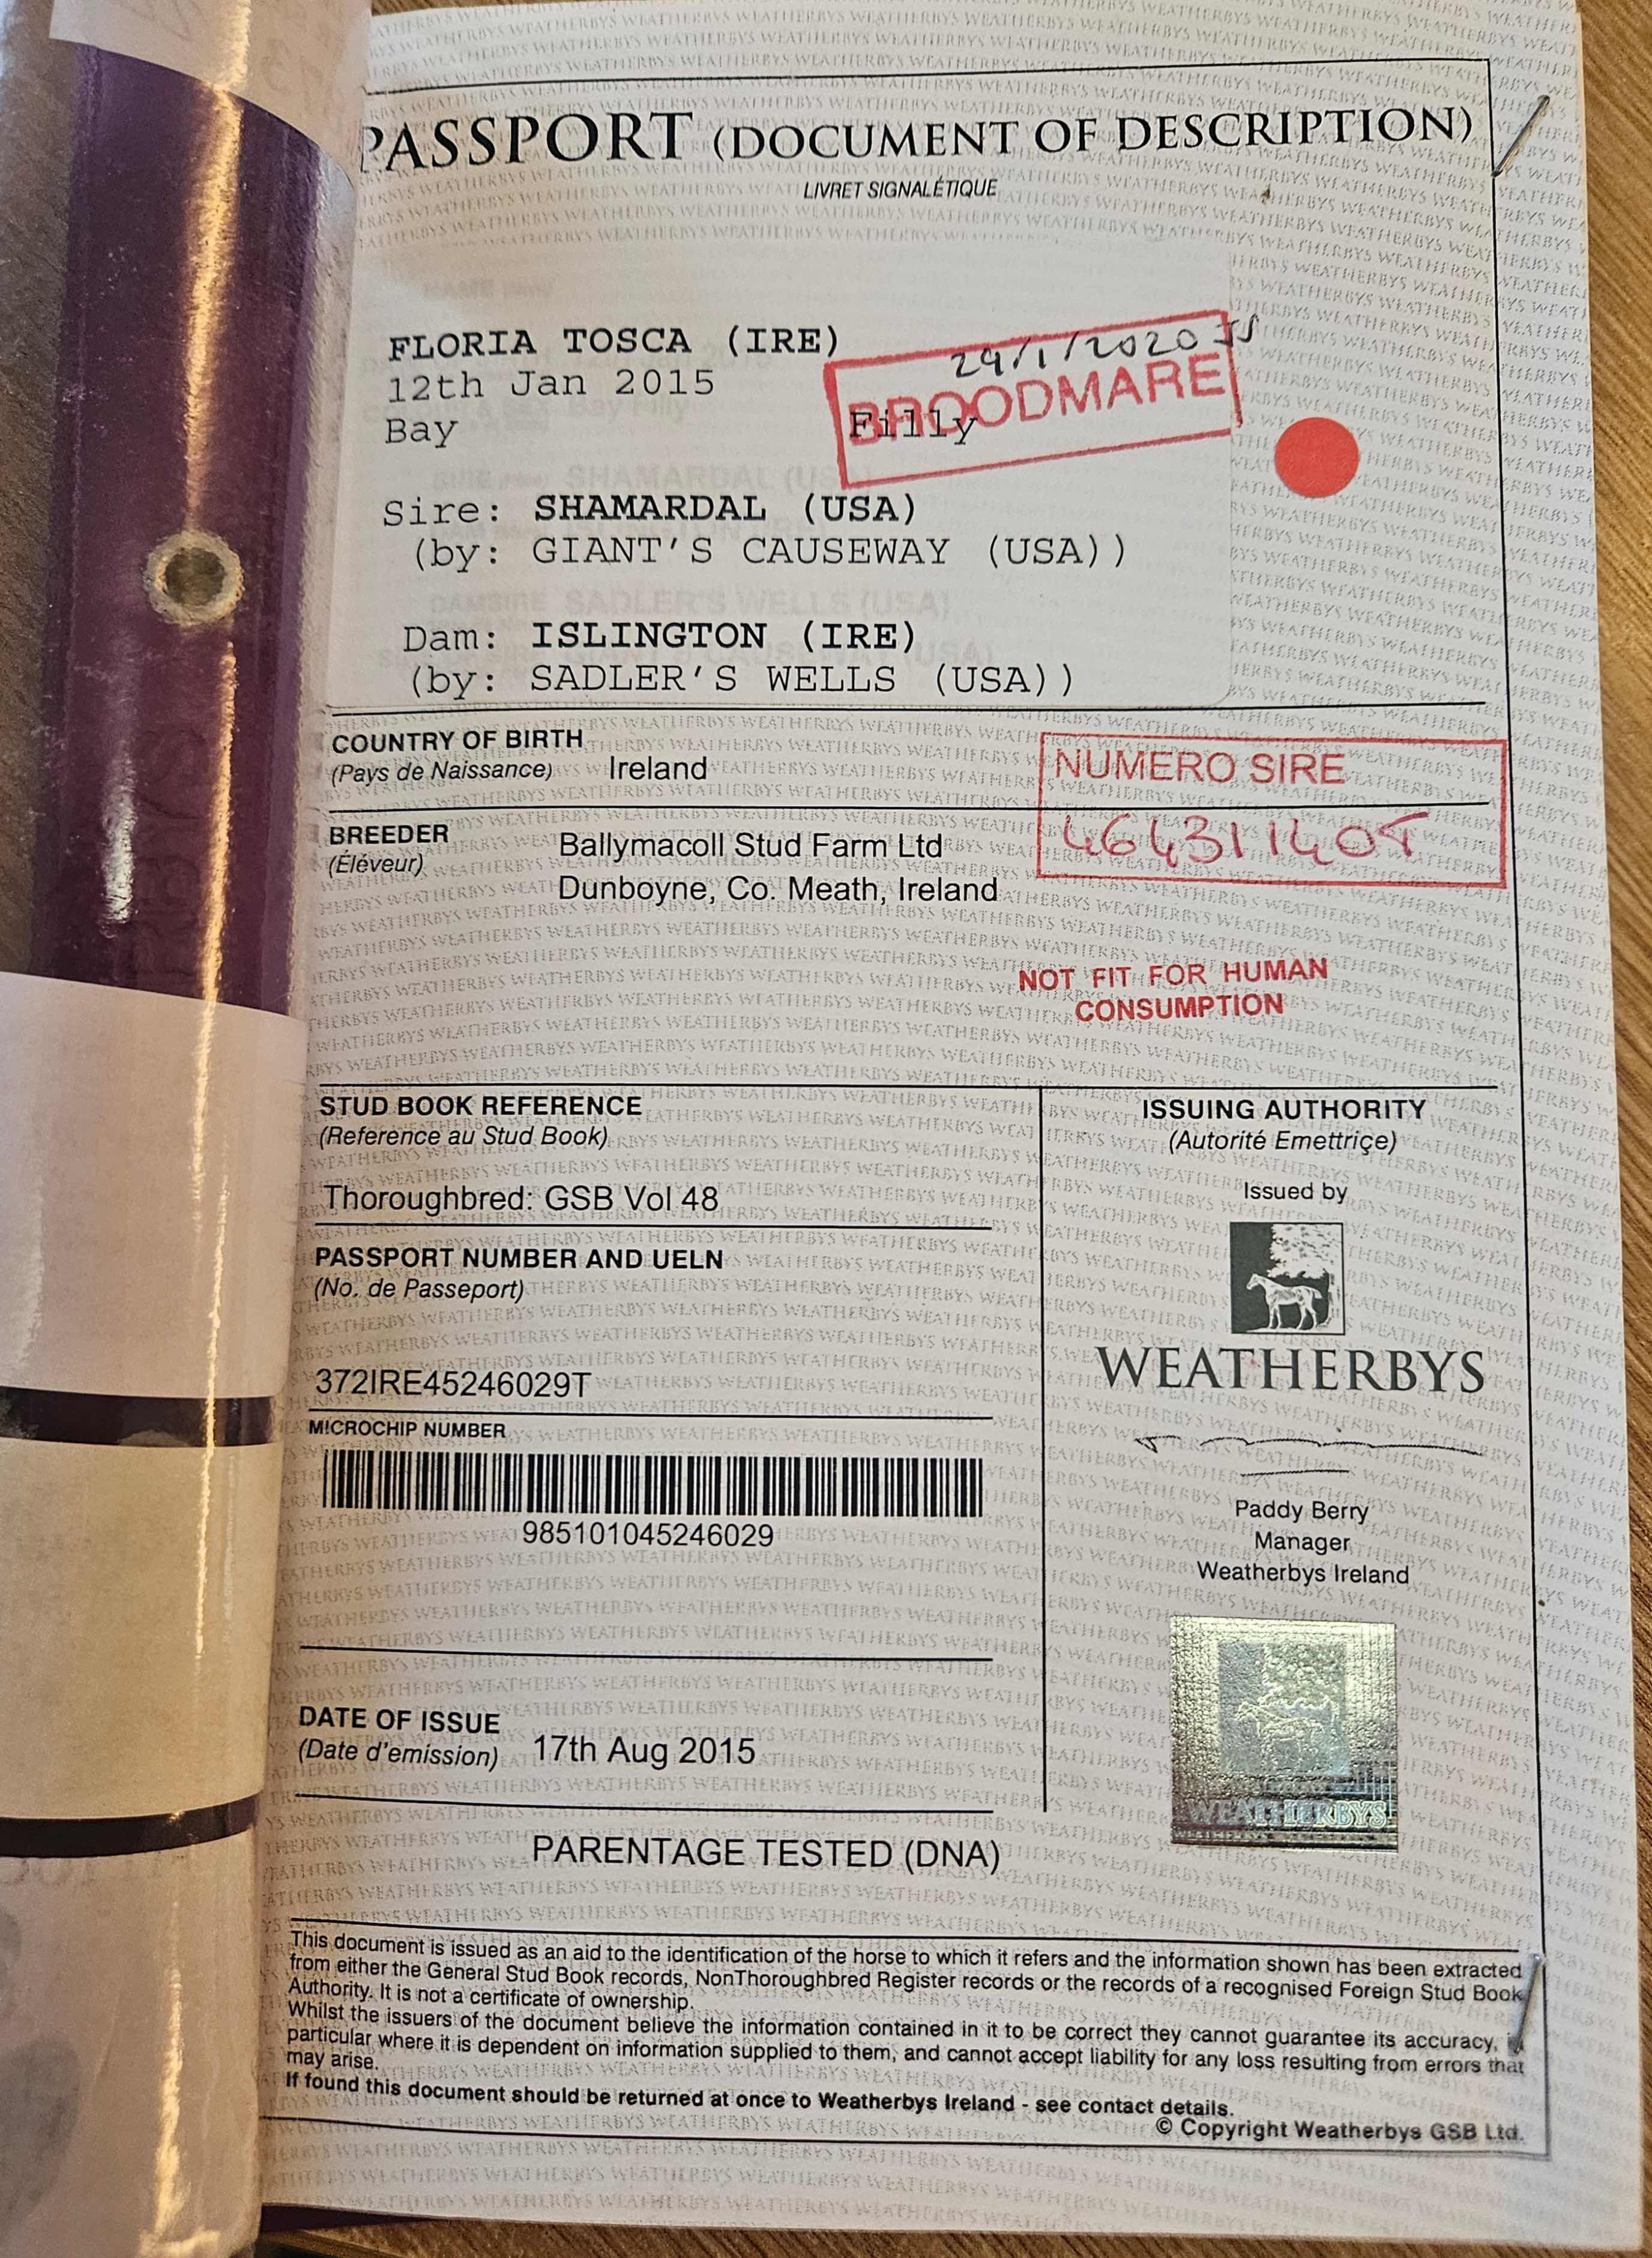 PASSPORT (DOCUMENT OF DESCRIPTION)
LIVRET SIGNALÉTIQUE
FLORIA TOSCA (IRE)
29/1/2020 JS
12th Jan 2015
BROODMARE
Bay Filly
Sire: SHAMARDAL (USA)
(by: GIANT'S CAUSEWAY (USA))
Dam: ISLINGTON (IRE)
(by: SADLER'S WELLS (USA))
COUNTRY OF BIRTH
(Pays de Naissance) Ireland
NUMERO SIRE
BREEDER
(Éléveur)
Ballymacoll Stud Farm Ltd
Dunboyne, Co. Meath, Ireland
NOT FIT FOR HUMAN
CONSUMPTION
STUD BOOK REFERENCE
(Reference au Stud Book)
Thoroughbred: GSB Vol 48
PASSPORT NUMBER AND UELN
(No. de Passeport)
372IRE45246029T
MICROCHIP NUMBER
985101045246029
DATE OF ISSUE
(Date d'emission) 17th Aug 2015
ISSUING AUTHORITY
(Autorité Emettriçe)
Issued by
WEATHERBYS
Paddy Berry
Manager
Weatherbys Ireland
WEATHERBYS
PARENTAGE TESTED (DNA)
This document is issued as an aid to the identification of the horse to which it refers and the information shown has been extracted
from either the General Stud Book records, NonThoroughbred Register records or the records of a recognised Foreign Stud Book
Authority. It is not a certificate of ownership.
Whilst the issuers of the document believe the information contained in it to be correct they cannot guarantee its accuracy,
particular where it is dependent on information supplied to them, and cannot accept liability for any loss resulting from errors that
may arise.
If found this document should be returned at once to Weatherbys Ireland - see contact details.
© Copyright Weatherbys GSB Ltd.